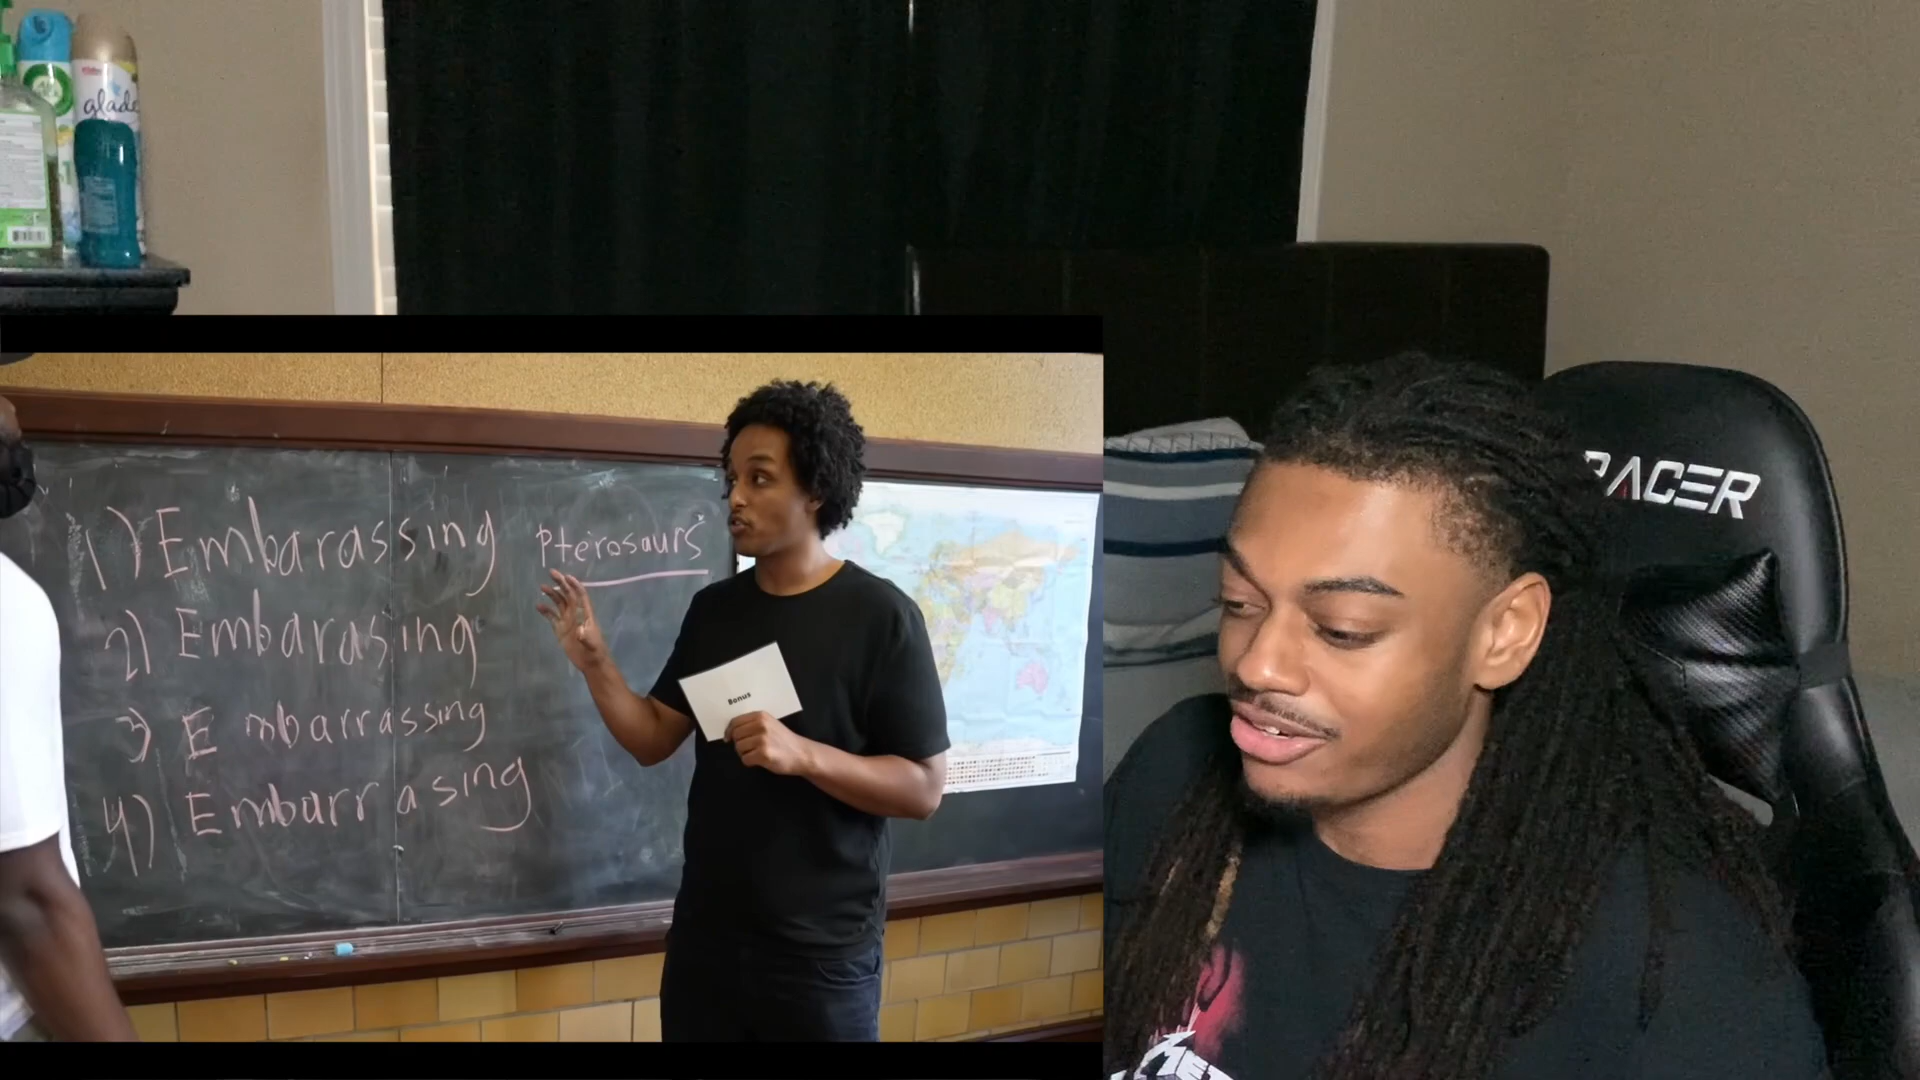 glade
RACER
1) Embarassing
Pterosaurs
2) Embarasing
3) Embarrassing
4) Embarrasing
Bonus